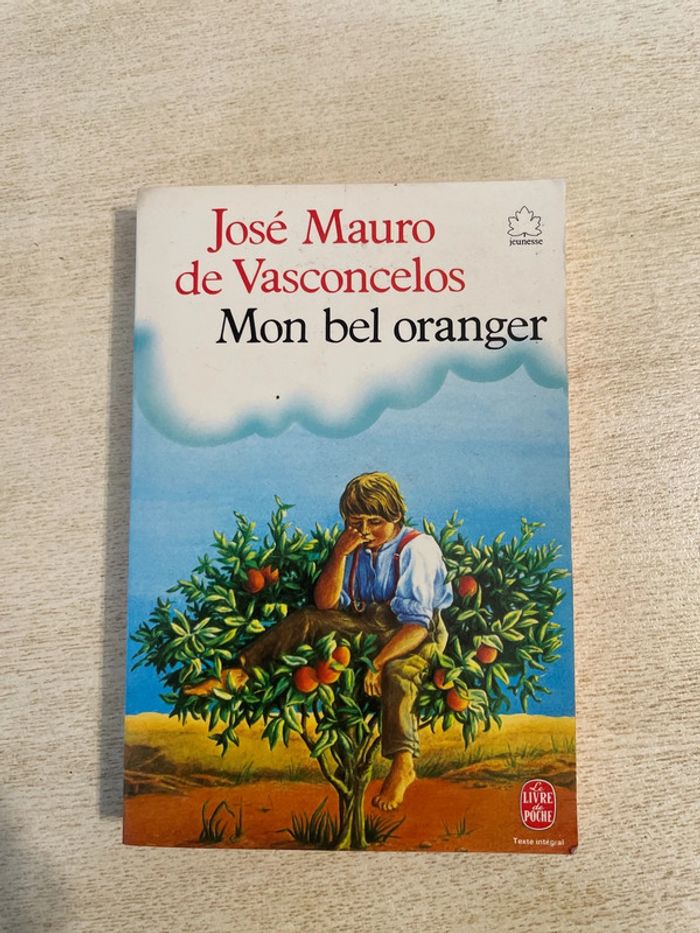 José Mauro
de Vasconcelos
Mon bel oranger
jeunesse
Le
LIVRE
de
POCHE
Texte intégral